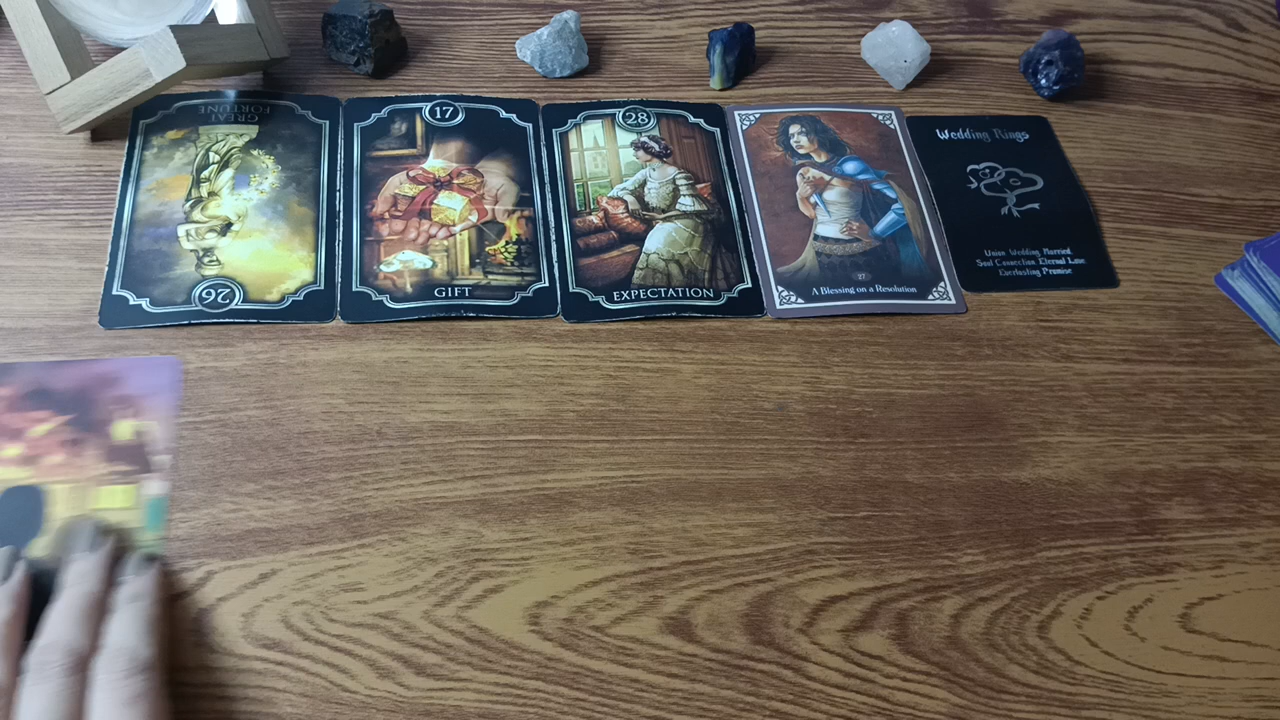 GREAT
FORTUNE
26
17
GIFT
28
EXPECTATION
27
A Blessing on a Resolution
Wedding Rings
Union Wedding Married
Soul Connection Eternal Love
Everlasting Promise